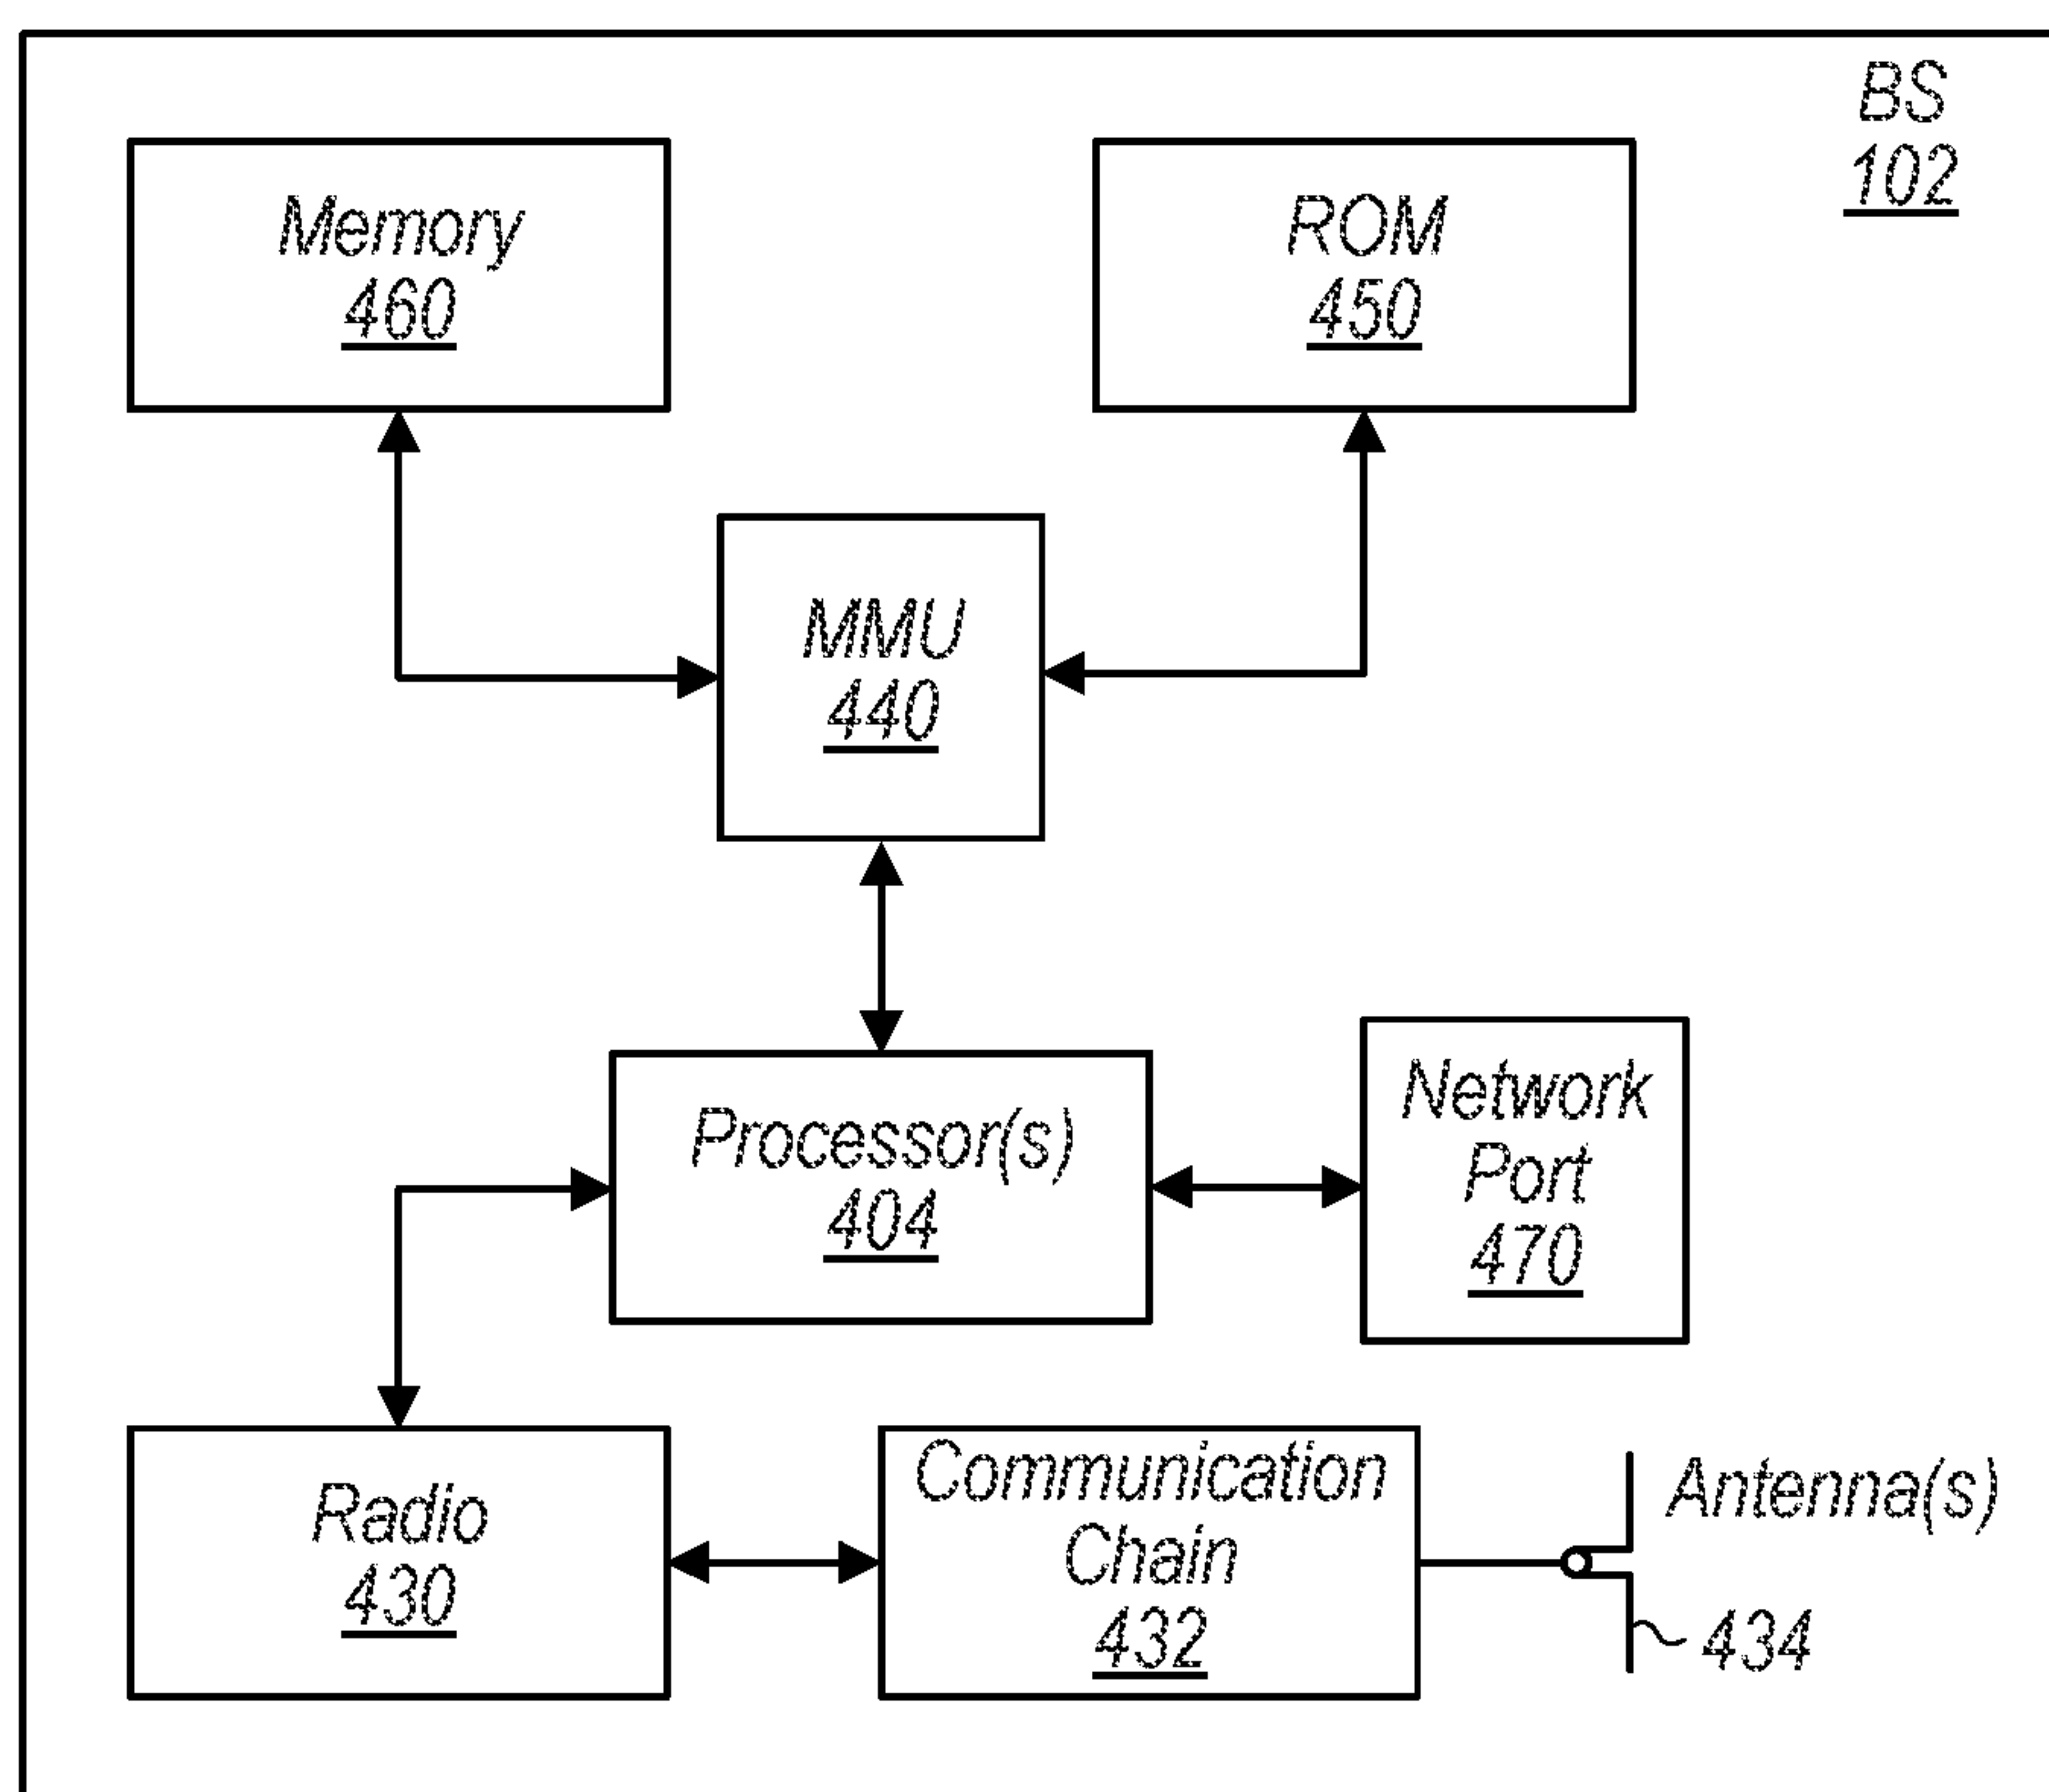 BS
102
Memory
460
ROM
450
MMU
440
Processor(s)
404
Network
Port
470
Radio
430
Communication
Chain
432
Antenna(s)
434